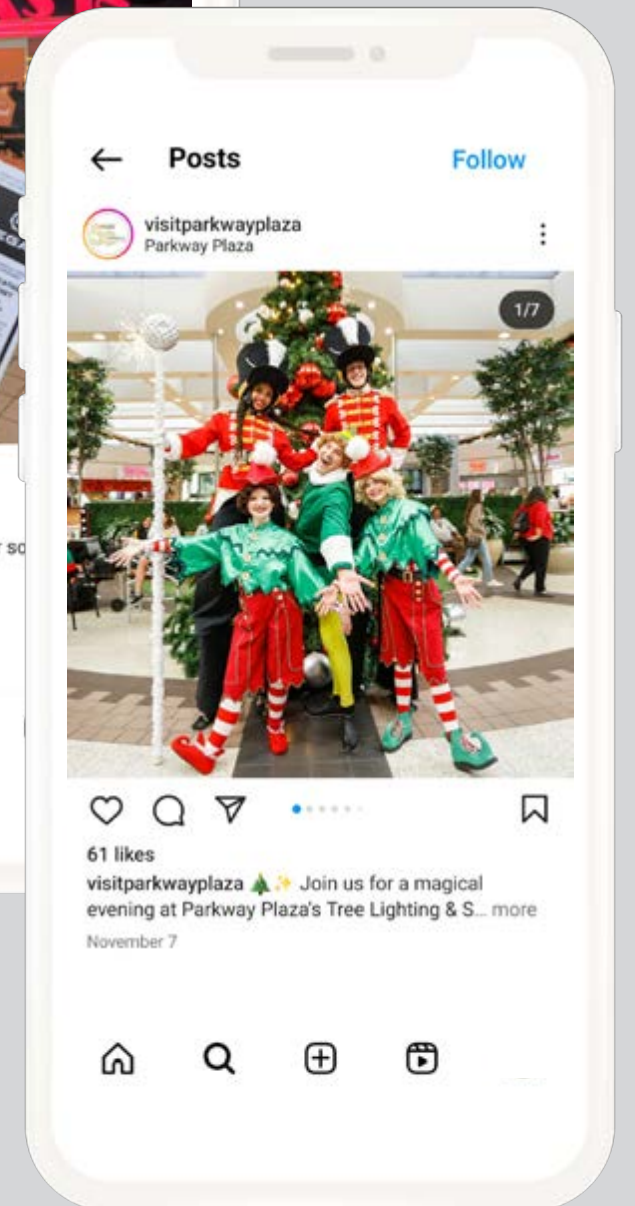 Posts
Follow
visitparkwayplaza
Parkway Plaza
1/7
61 likes
visitparkwayplaza 🌲✨ Join us for a magical
evening at Parkway Plaza's Tree Lighting & S... more
November 7